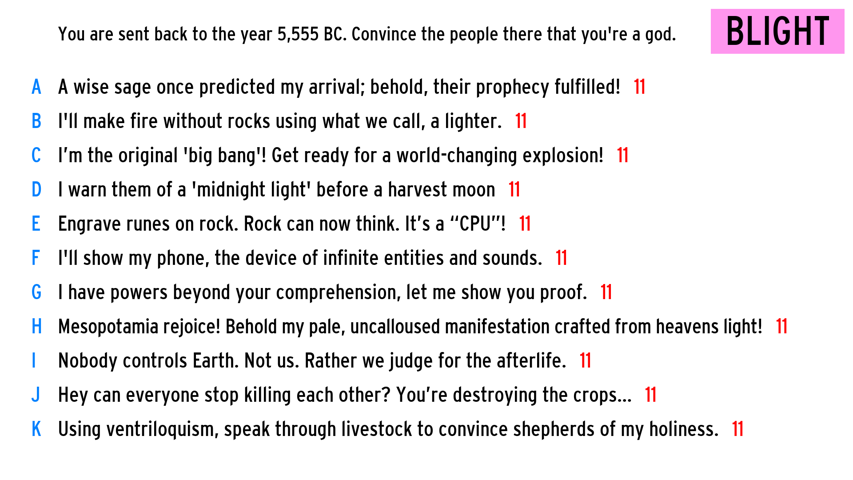 You are sent back to the year 5,555 BC. Convince the people there that you're a god.
BLIGHT
A A wise sage once predicted my arrival; behold, their prophecy fulfilled! 11
B I'll make fire without rocks using what we call, a lighter. 11
C I’m the original 'big bang'! Get ready for a world-changing explosion! 11
D I warn them of a 'midnight light' before a harvest moon 11
E Engrave runes on rock. Rock can now think. It’s a “CPU”! 11
F I'll show my phone, the device of infinite entities and sounds. 11
G I have powers beyond your comprehension, let me show you proof. 11
H Mesopotamia rejoice! Behold my pale, uncalloused manifestation crafted from heavens light! 11
I Nobody controls Earth. Not us. Rather we judge for the afterlife. 11
J Hey can everyone stop killing each other? You’re destroying the crops... 11
K Using ventriloquism, speak through livestock to convince shepherds of my holiness. 11